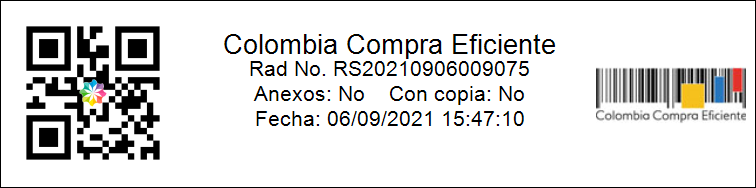 Colombia Compra Eficiente
Rad No. RS20210906009075
Anexos: No    Con copia: No
Fecha: 06/09/2021 15:47:10
Colombia Compra Eficiente